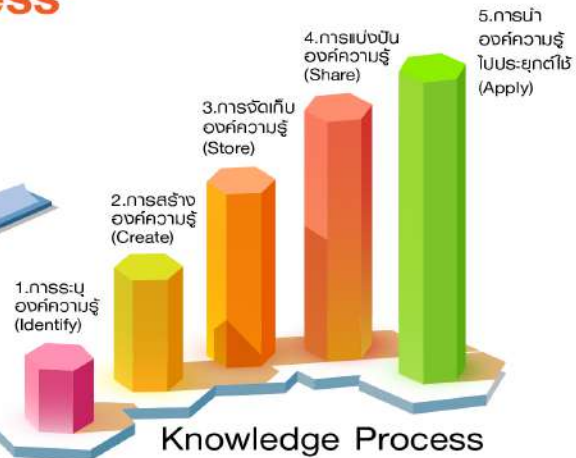 ess
1.การระบุ
องค์ความรู้
(Identify)
2.การสร้าง
องค์ความรู้
(Create)
3.การจัดเก็บ
องค์ความรู้
(Store)
4.การแบ่งปัน
องค์ความรู้
(Share)
5.การนำ
องค์ความรู้
ไปประยุกต์ใช้
(Apply)
Knowledge Process